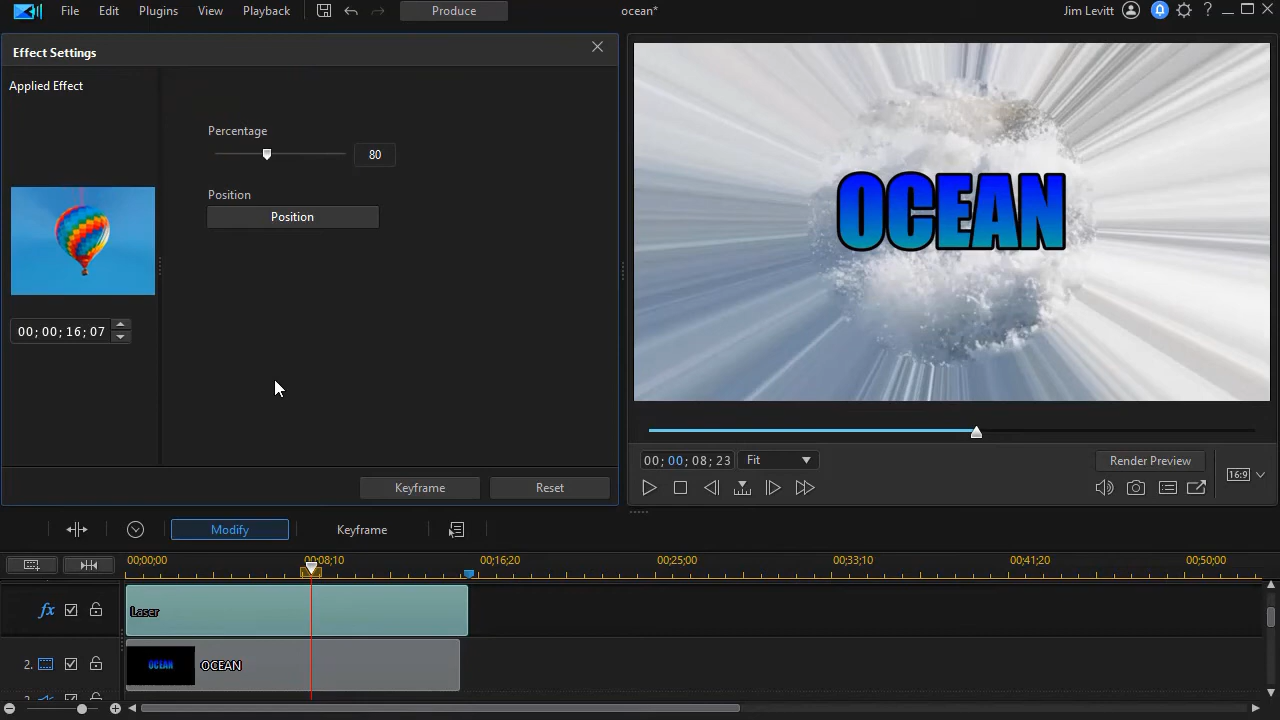 File Edit Plugins View Playback Produce ocean* Jim Levitt
Effect Settings
Applied Effect
Percentage
80
Position
Position
OCEAN
00; 00; 16; 07
00; 00; 08; 23 Fit Render Preview 16:9
Keyframe Reset
Modify Keyframe
00;00;00 00;08;10 00;16;20 00;25;00 00;33;10 00;41;20 00;50;00
fx Laser
2. OCEAN OCEAN